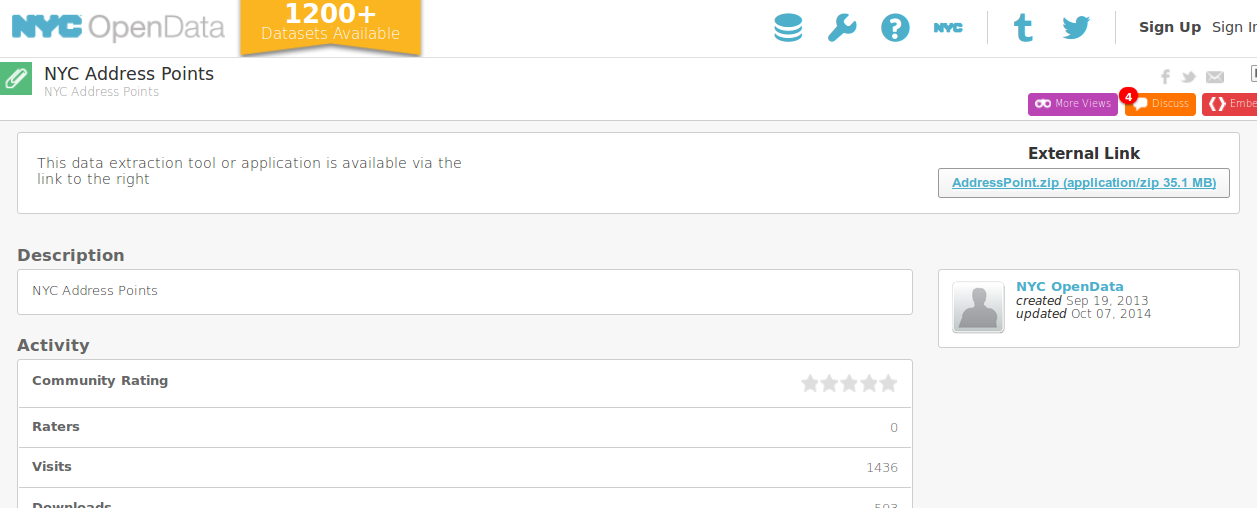 NYC OpenData
1200+
Datasets Available
NYC
Sign Up Sign In
NYC Address Points
NYC Address Points
More Views
4
Discuss
Embe
This data extraction tool or application is available via the
link to the right
External Link
AddressPoint.zip (application/zip 35.1 MB)
Description
NYC Address Points
NYC OpenData
created Sep 19, 2013
updated Oct 07, 2014
Activity
Community Rating
Raters 0
Visits 1436
Downloads 503